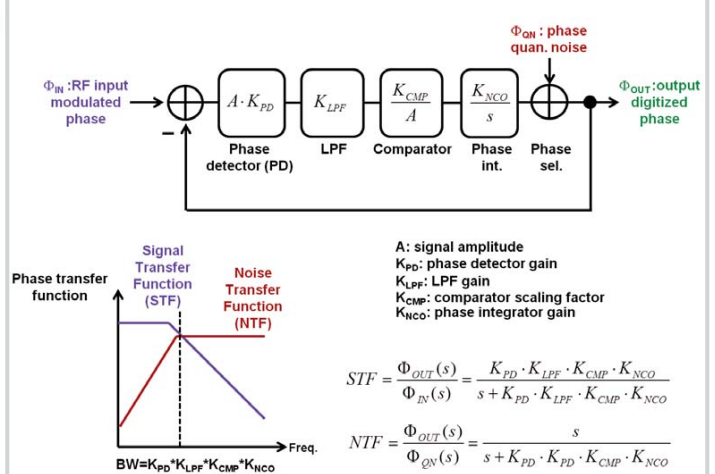 Φ_QN : phase
quan. noise
Φ_IN :RF input
modulated
phase
Φ_OUT:output
digitized
phase
A · K_PD
K_LPF
K_CMP
A
K_NCO
s
−
Phase
detector (PD)
LPF
Comparator
Phase
int.
Phase
sel.
Phase transfer
function
Signal
Transfer
Function
(STF)
Noise
Transfer
Function
(NTF)
Freq.
BW=K_PD*K_LPF*K_CMP*K_NCO
A: signal amplitude
K_PD: phase detector gain
K_LPF: LPF gain
K_CMP: comparator scaling factor
K_NCO: phase integrator gain
STF = Φ_OUT(s) / Φ_IN(s) = K_PD · K_LPF · K_CMP · K_NCO / s + K_PD · K_LPF · K_CMP · K_NCO
NTF = Φ_OUT(s) / Φ_QN(s) = s / s + K_PD · K_PD · K_CMP · K_NCO